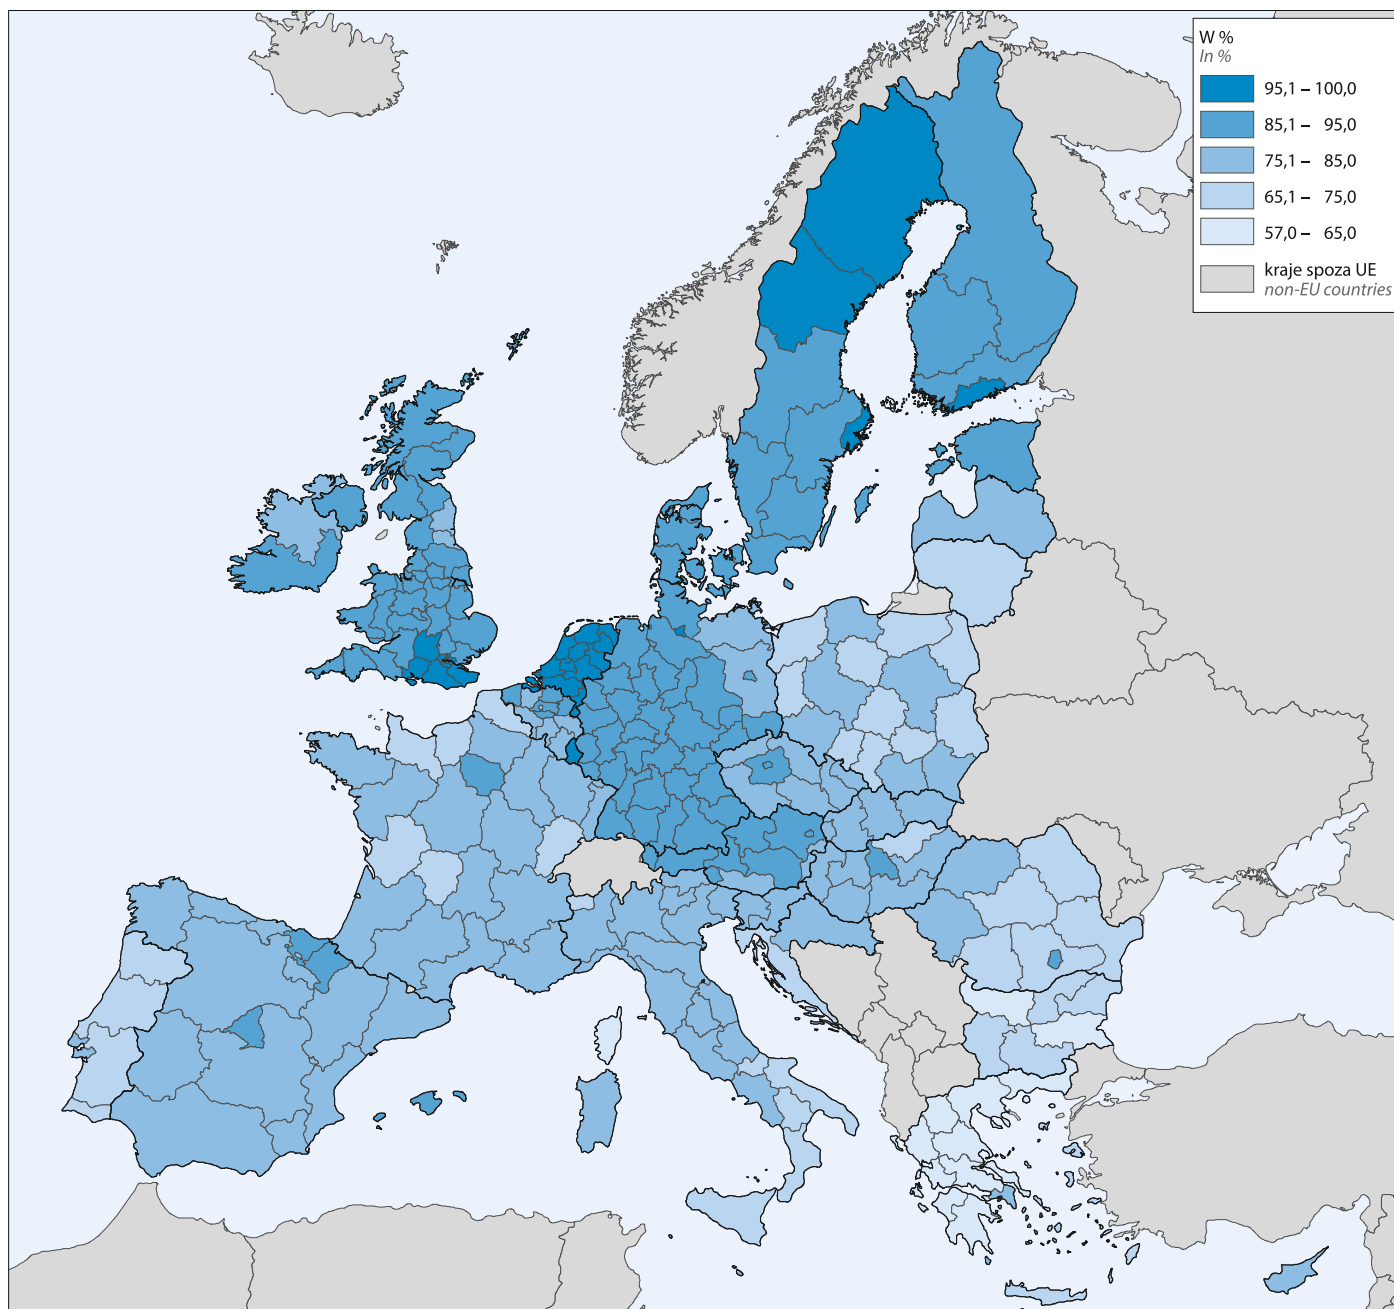 W %
In %
95,1 – 100,0
85,1 – 95,0
75,1 – 85,0
65,1 – 75,0
57,0 – 65,0
kraje spoza UE
non-EU countries